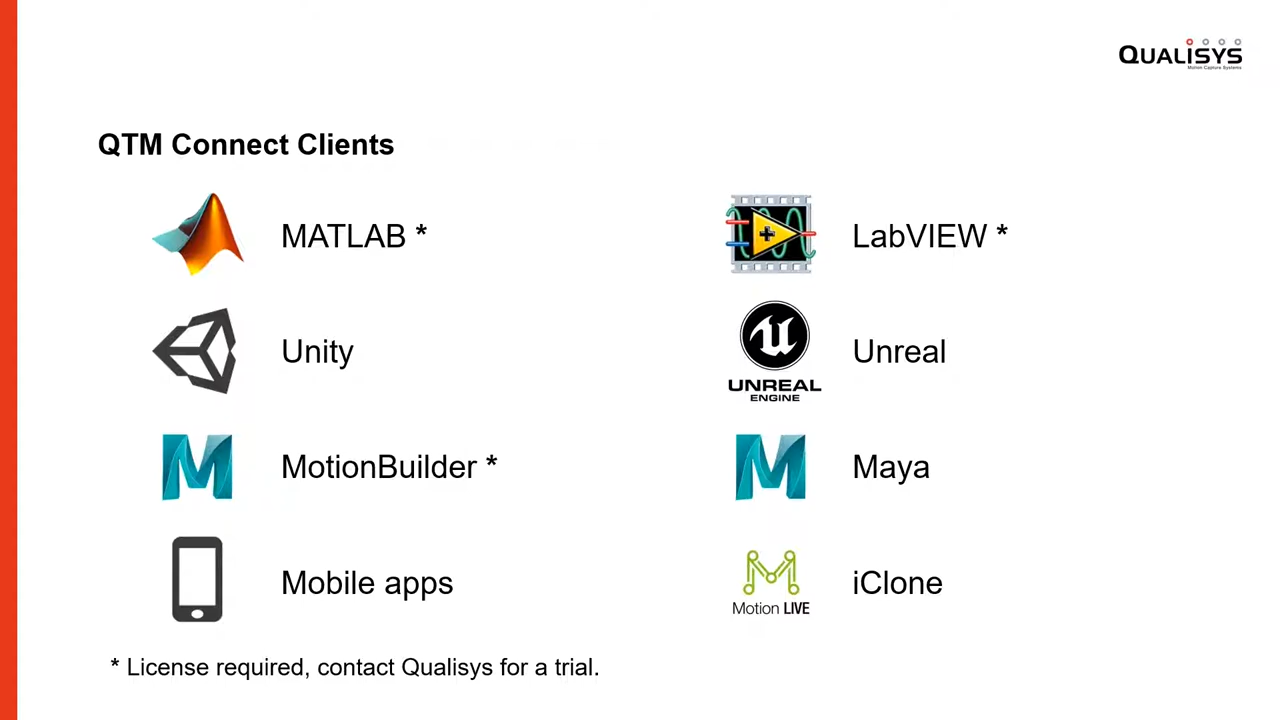 QUALISYS
Motion Capture Systems
QTM Connect Clients
MATLAB *
LabVIEW *
Unity
UNREAL
ENGINE
Unreal
MotionBuilder *
Maya
Mobile apps
Motion LIVE
iClone
* License required, contact Qualisys for a trial.